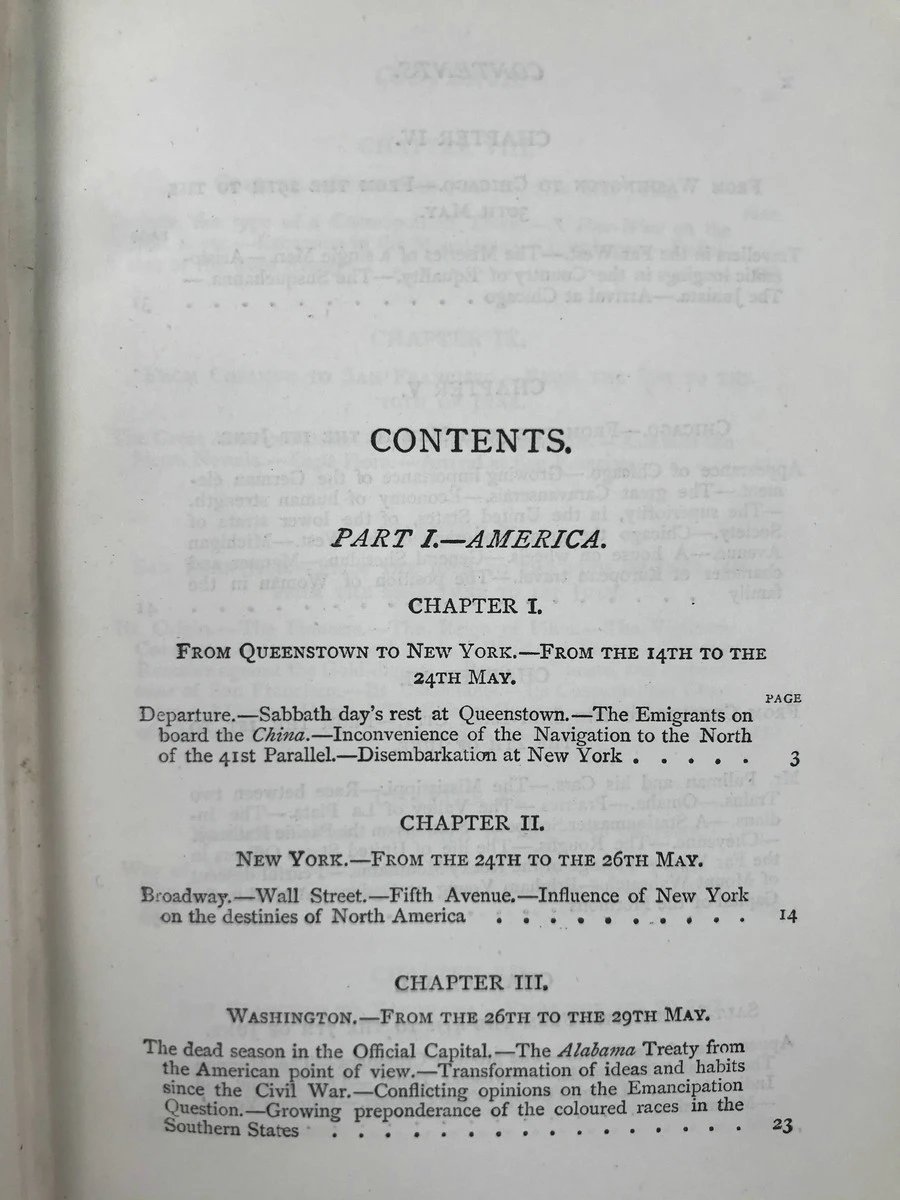 CONTENTS.
PART I.—AMERICA.
CHAPTER I.
FROM QUEENSTOWN TO NEW YORK.—FROM THE 14TH TO THE
24TH MAY.
PAGE
Departure.—Sabbath day's rest at Queenstown.—The Emigrants on
board the China.—Inconvenience of the Navigation to the North
of the 41st Parallel.—Disembarkation at New York . . . . . 3
CHAPTER II.
NEW YORK.—FROM THE 24TH TO THE 26TH MAY.
Broadway.—Wall Street.—Fifth Avenue.—Influence of New York
on the destinies of North America . . . . . . . . . . . 14
CHAPTER III.
WASHINGTON.—FROM THE 26TH TO THE 29TH MAY.
The dead season in the Official Capital.—The Alabama Treaty from
the American point of view.—Transformation of ideas and habits
since the Civil War.—Conflicting opinions on the Emancipation
Question.—Growing preponderance of the coloured races in the
Southern States . . . . . . . . . . . . . . . . 23